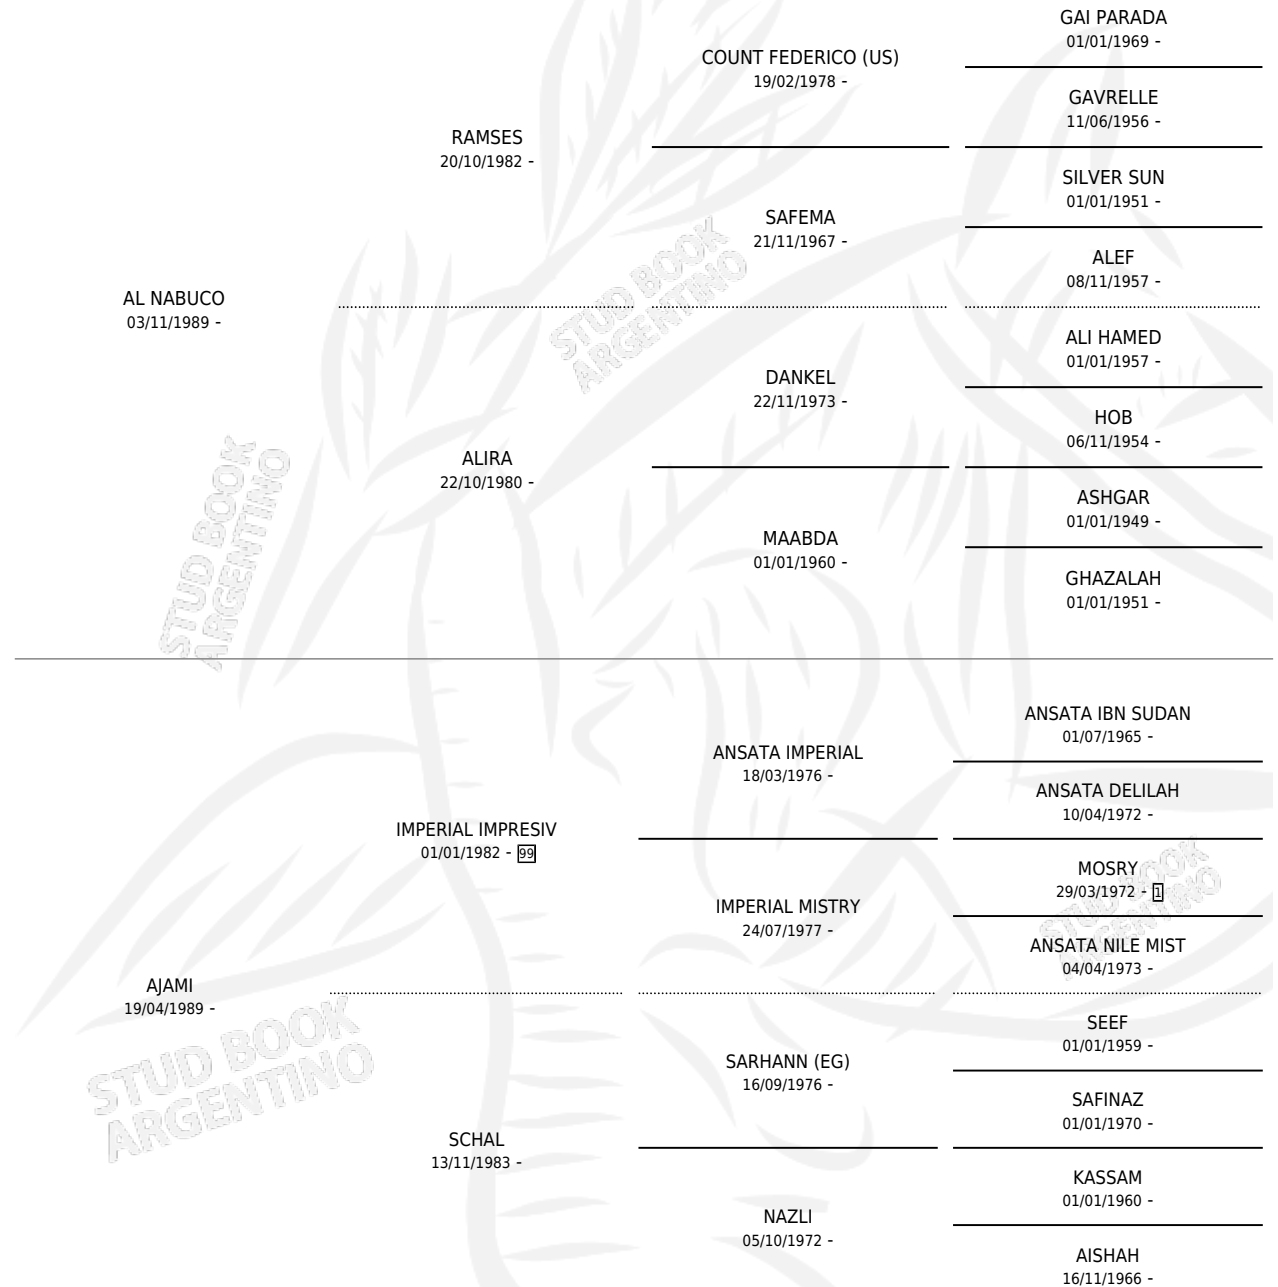 GAI PARADA
01/01/1969 -
COUNT FEDERICO (US)
19/02/1978 -
GAVRELLE
11/06/1956 -
RAMSES
20/10/1982 -
SILVER SUN
01/01/1951 -
SAFEMA
21/11/1967 -
ALEF
08/11/1957 -
AL NABUCO
03/11/1989 -
ALI HAMED
01/01/1957 -
DANKEL
22/11/1973 -
HOB
06/11/1954 -
ALIRA
22/10/1980 -
ASHGAR
01/01/1949 -
MAABDA
01/01/1960 -
GHAZALAH
01/01/1951 -
STUD BOOK
ARGENTINO
STUD BOOK
ARGENTINO
ANSATA IBN SUDAN
01/07/1965 -
ANSATA IMPERIAL
18/03/1976 -
ANSATA DELILAH
10/04/1972 -
IMPERIAL IMPRESIV
01/01/1982 - 99
MOSRY
29/03/1972 - 1
IMPERIAL MISTRY
24/07/1977 -
ANSATA NILE MIST
04/04/1973 -
STUD BOOK
ARGENTINO
AJAMI
19/04/1989 -
SEEF
01/01/1959 -
SARHANN (EG)
16/09/1976 -
SAFINAZ
01/01/1970 -
SCHAL
13/11/1983 -
KASSAM
01/01/1960 -
NAZLI
05/10/1972 -
AISHAH
16/11/1966 -
STUD BOOK
ARGENTINO